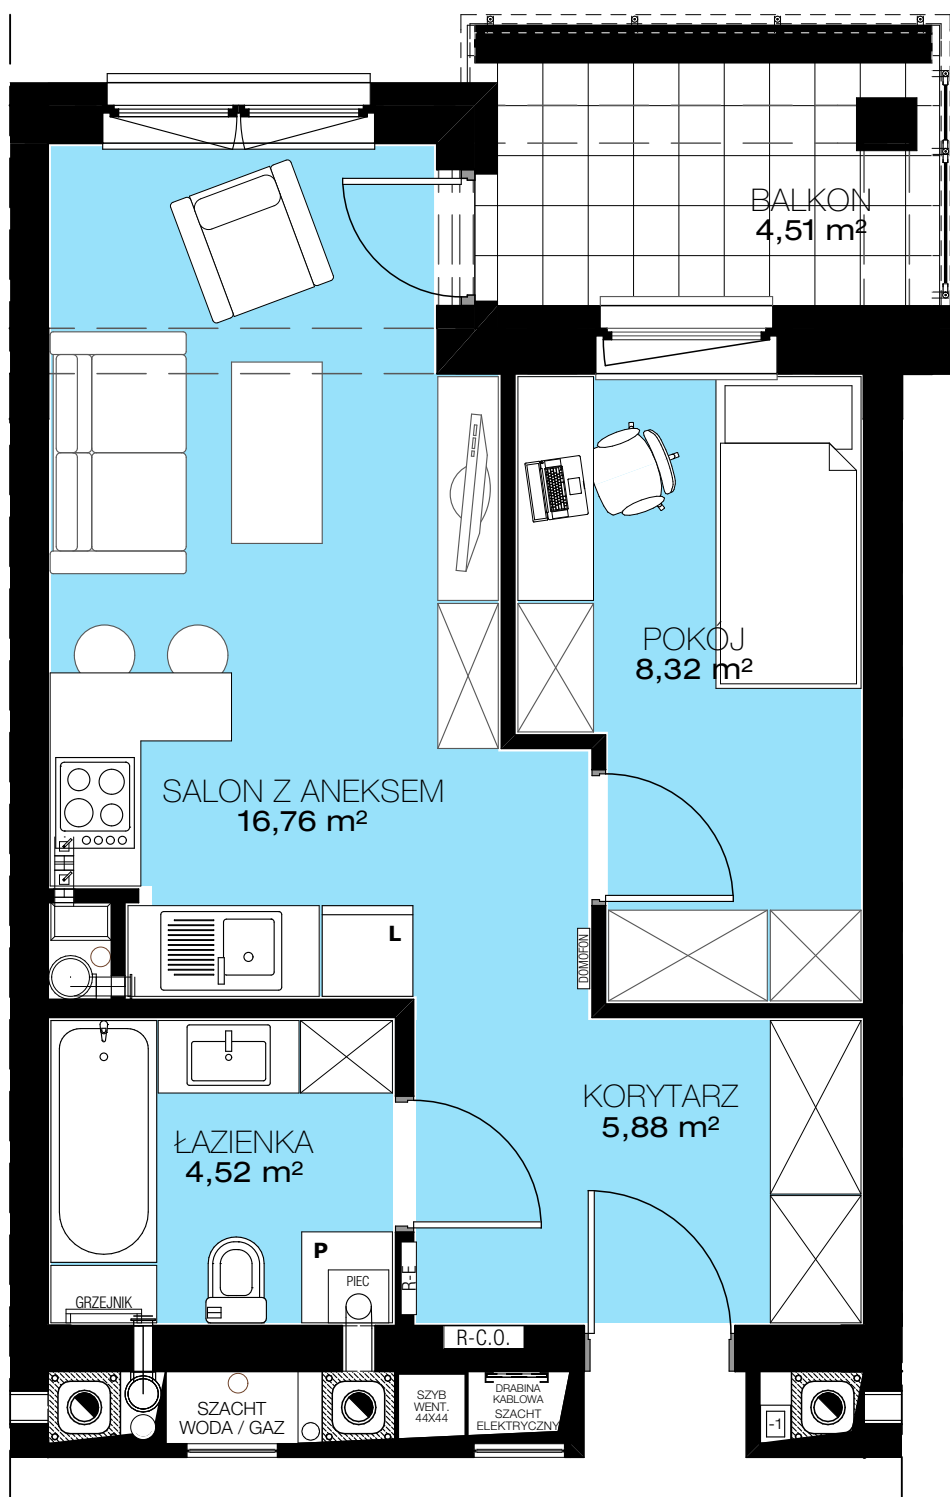 BALKON
4,51 m²
POKÓJ
8,32 m²
SALON Z ANEKSEM
16,76 m²
L
DOMOFON
KORYTARZ
5,88 m²
ŁAZIENKA
4,52 m²
P
PIEC
R-E
GRZEJNIK
R-C.O.
SZACHT
WODA / GAZ
SZYB
WENT.
44X44
DRABINA
KABLOWA
SZACHT
ELEKTRYCZNY
-1